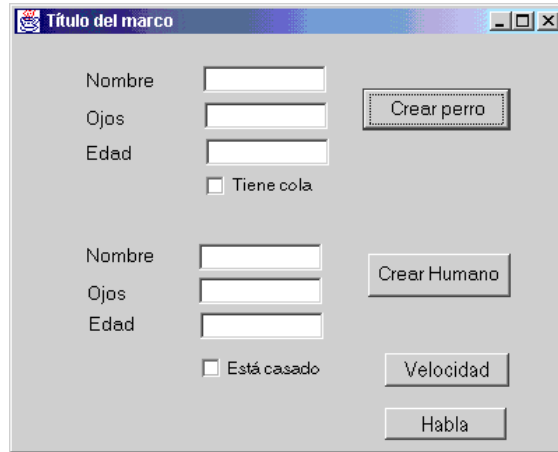 Título del marco
Nombre
Ojos
Crear perro
Edad
Tiene cola
Nombre
Ojos
Crear Humano
Edad
Está casado
Velocidad
Habla